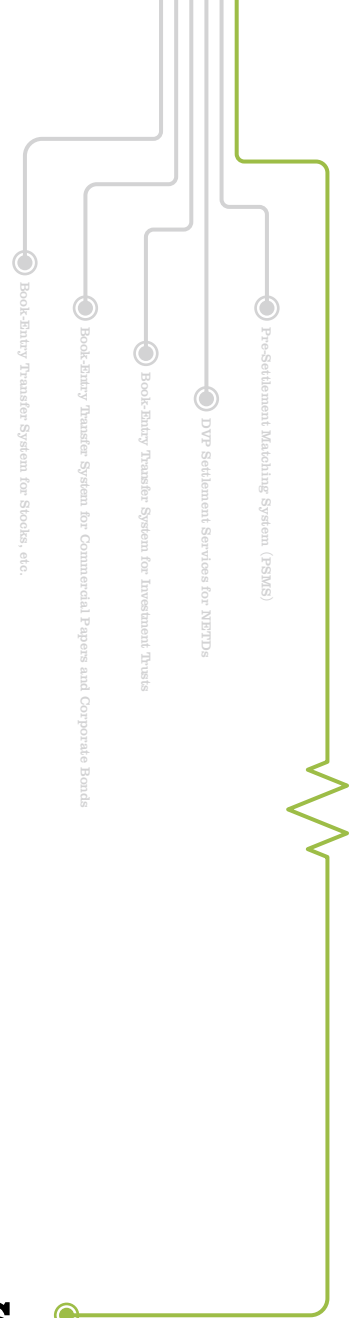 Pre-Settlement Matching System (PSMS)
DVP Settlement Services for NETDs
Book-Entry Transfer System for Investment Trusts
Book-Entry Transfer System for Commercial Papers and Corporate Bonds
Book-Entry Transfer System for Stocks, etc.